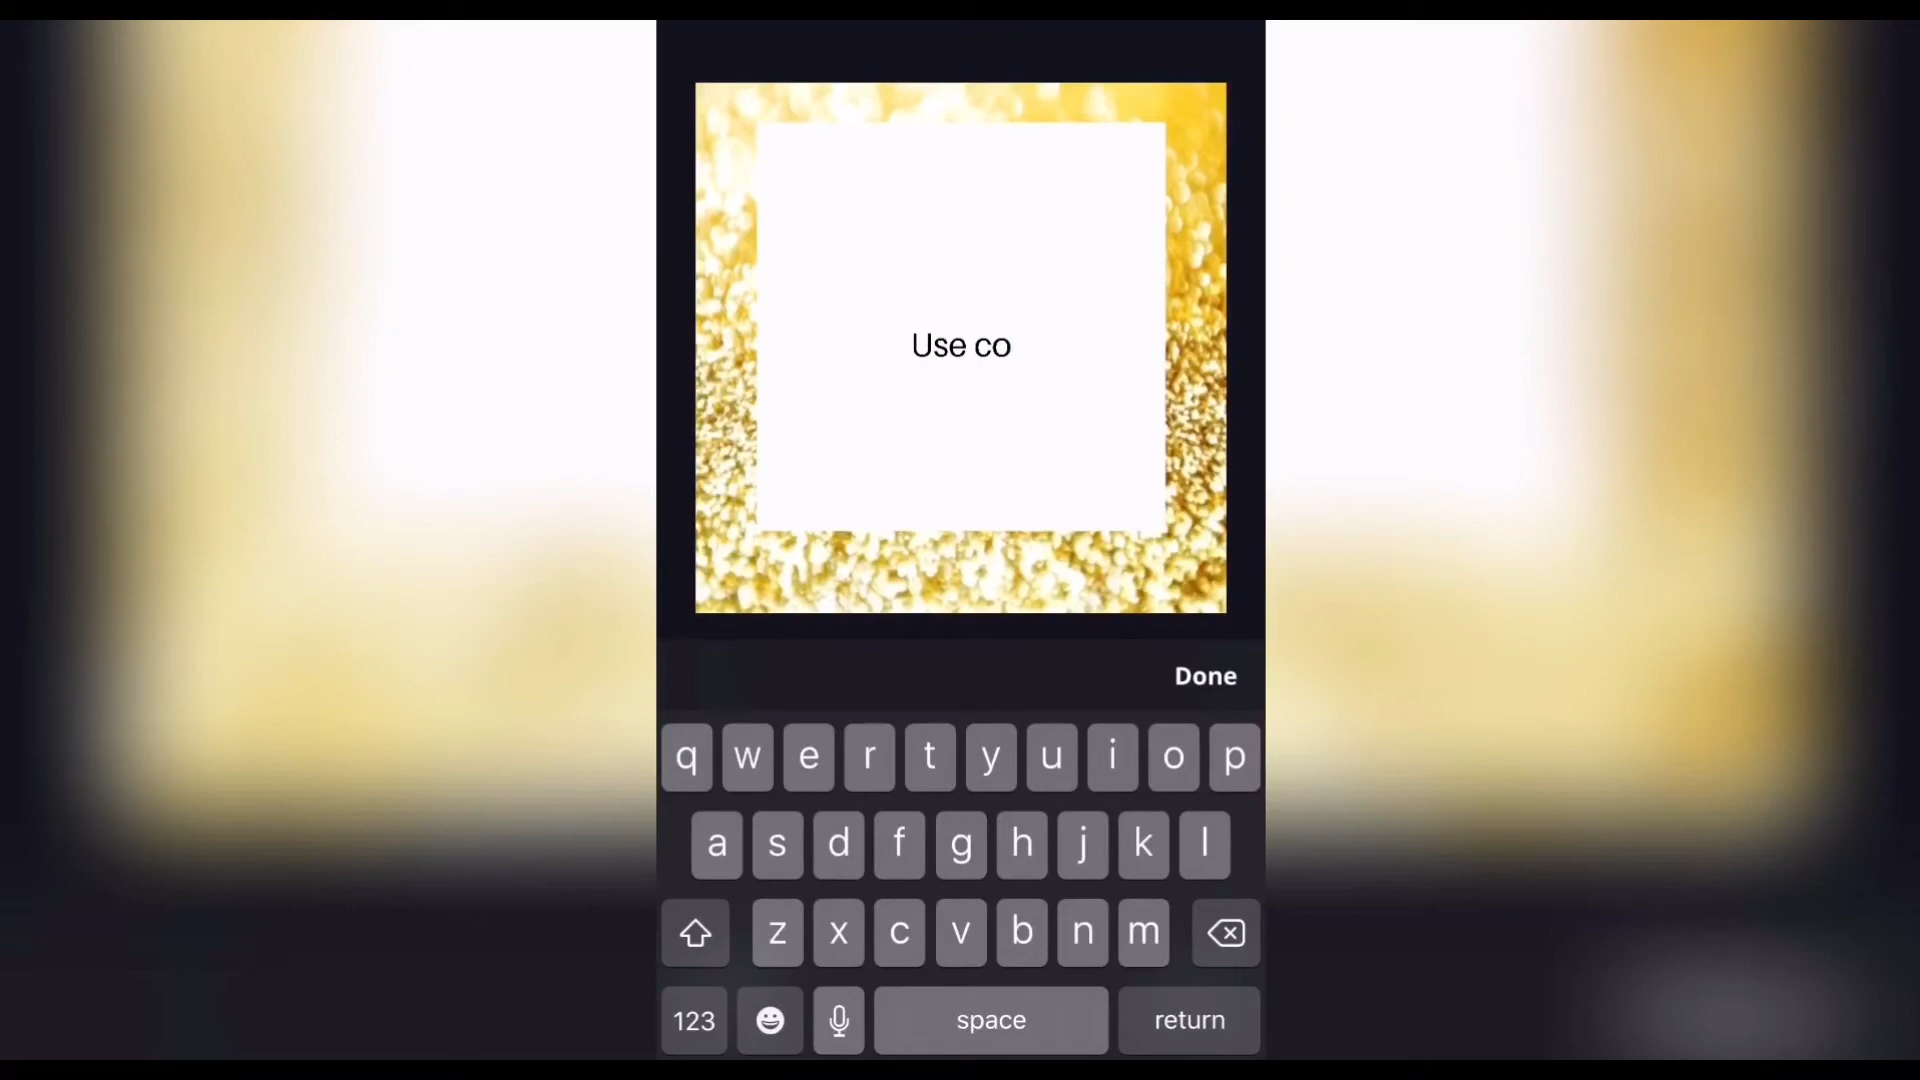 Use co
Done
q w e r t y u i o p
a s d f g h j k l
z x c v b n m
123 space return